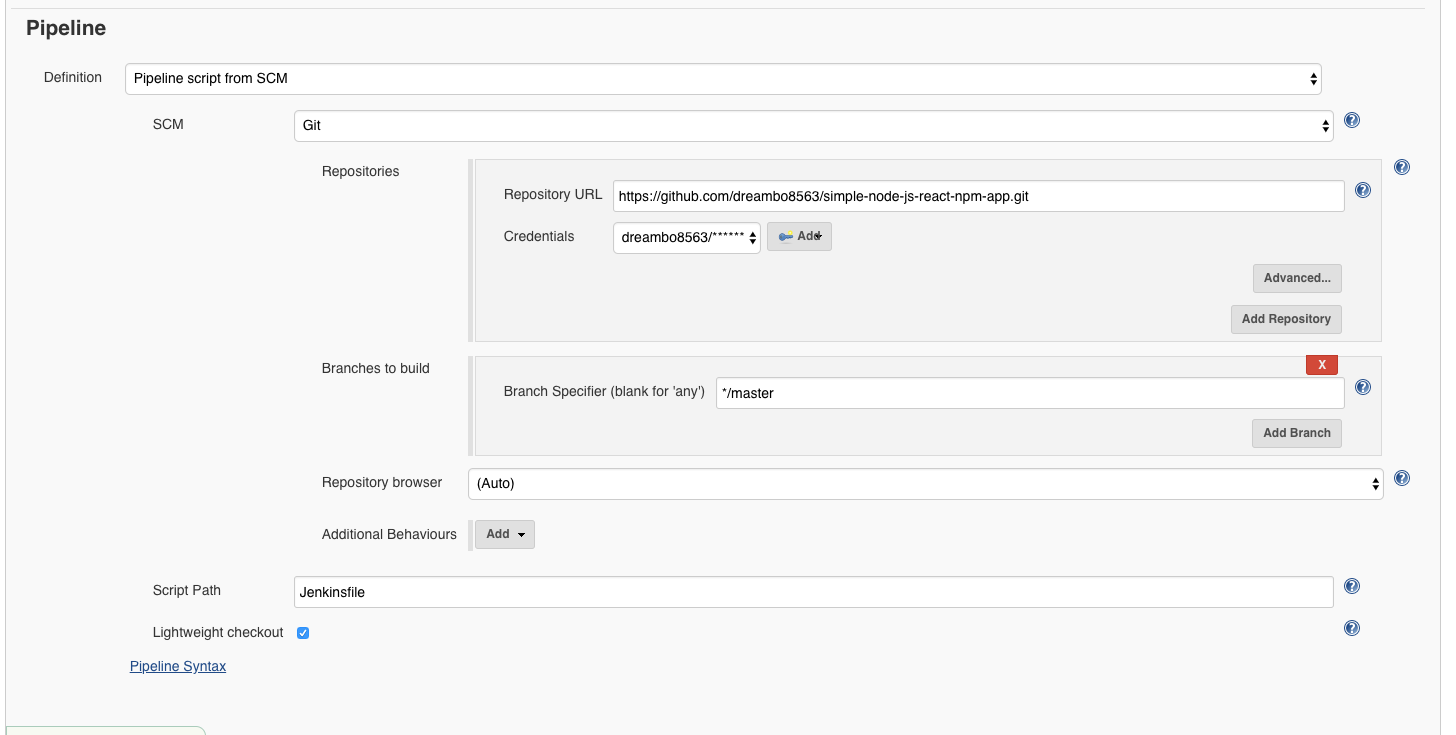 Pipeline
Definition Pipeline script from SCM
SCM Git
Repositories
Repository URL https://github.com/dreambo8563/simple-node-js-react-npm-app.git
Credentials dreambo8563/****** Add
Advanced...
Add Repository
Branches to build
X
Branch Specifier (blank for 'any') */master
Add Branch
Repository browser (Auto)
Additional Behaviours Add
Script Path Jenkinsfile
Lightweight checkout
Pipeline Syntax